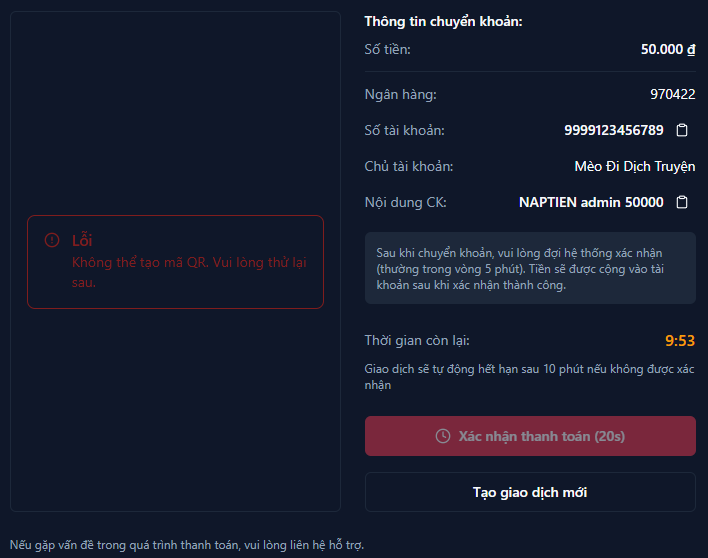 Lỗi
Không thể tạo mã QR. Vui lòng thử lại
sau.
Thông tin chuyển khoản:
Số tiền: 50.000 ₫
Ngân hàng: 970422
Số tài khoản: 9999123456789
Chủ tài khoản: Mèo Đi Dịch Truyện
Nội dung CK: NAPTIEN admin 50000
Sau khi chuyển khoản, vui lòng đợi hệ thống xác nhận
(thường trong vòng 5 phút). Tiền sẽ được cộng vào tài
khoản sau khi xác nhận thành công.
Thời gian còn lại: 9:53
Giao dịch sẽ tự động hết hạn sau 10 phút nếu không được xác
nhận
Xác nhận thanh toán (20s)
Tạo giao dịch mới
Nếu gặp vấn đề trong quá trình thanh toán, vui lòng liên hệ hỗ trợ.